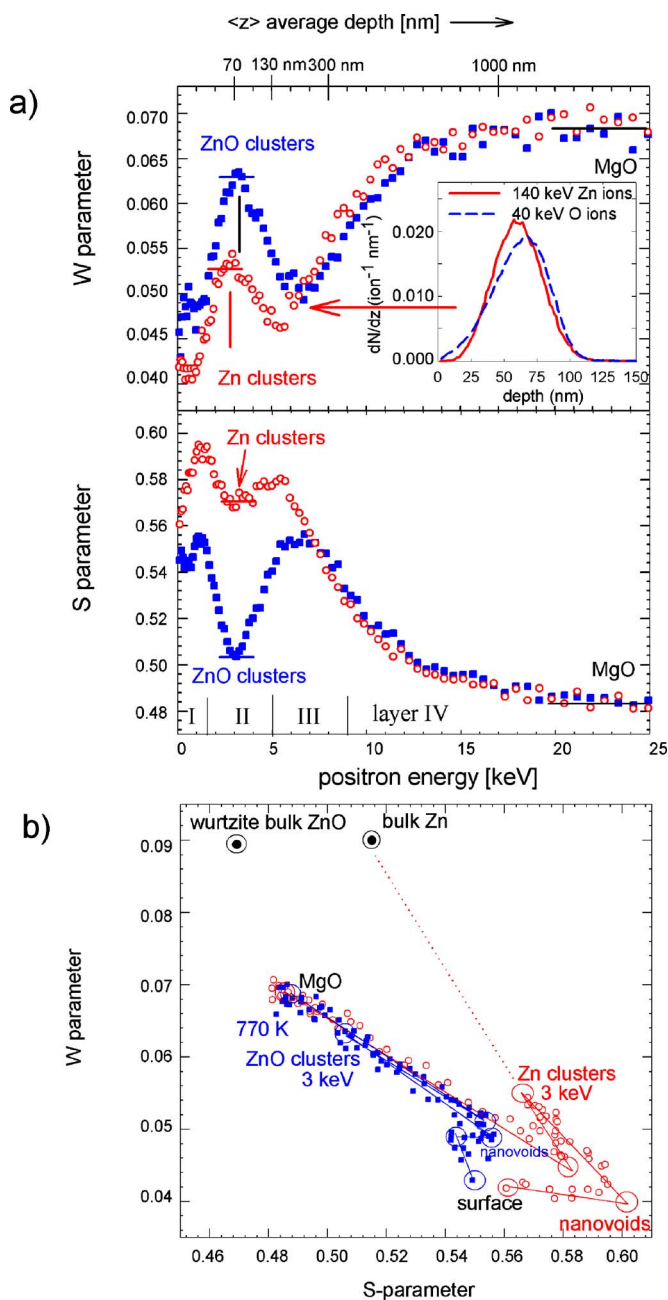 <z> average depth [nm]
70 130 nm 300 nm 1000 nm
a)
0.070
0.065
0.060
0.055
0.050
0.045
0.040
W parameter
ZnO clusters
Zn clusters
MgO
140 keV Zn ions
40 keV O ions
0.020
0.010
0.000
dN/dz (ion⁻¹ nm⁻¹)
0 25 50 75 100 125 150
depth (nm)
0.60
0.58
0.56
0.54
0.52
0.50
0.48
S parameter
Zn clusters
ZnO clusters
MgO
I II III layer IV
0 5 10 15 20 25
positron energy [keV]
b)
wurtzite bulk ZnO
bulk Zn
0.09
0.08
0.07
0.06
0.05
0.04
W parameter
MgO
770 K
ZnO clusters
3 keV
Zn clusters
3 keV
nanovoids
surface
nanovoids
0.46 0.48 0.50 0.52 0.54 0.56 0.58 0.60
S-parameter